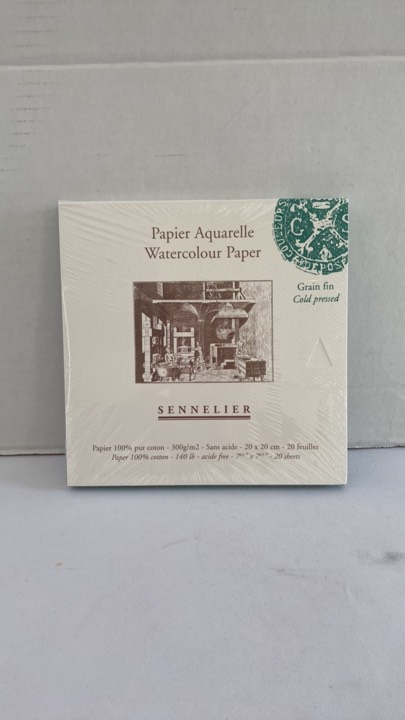 Papier Aquarelle
Watercolour Paper
COULEURS
C
S
Grain fin
Cold pressed
SENNELIER
Papier 100% pur coton - 300g/m2 - Sans acide - 20 x 20 cm - 20 feuilles
Paper 100% cotton - 140 lb - acide free - x - 20 sheets